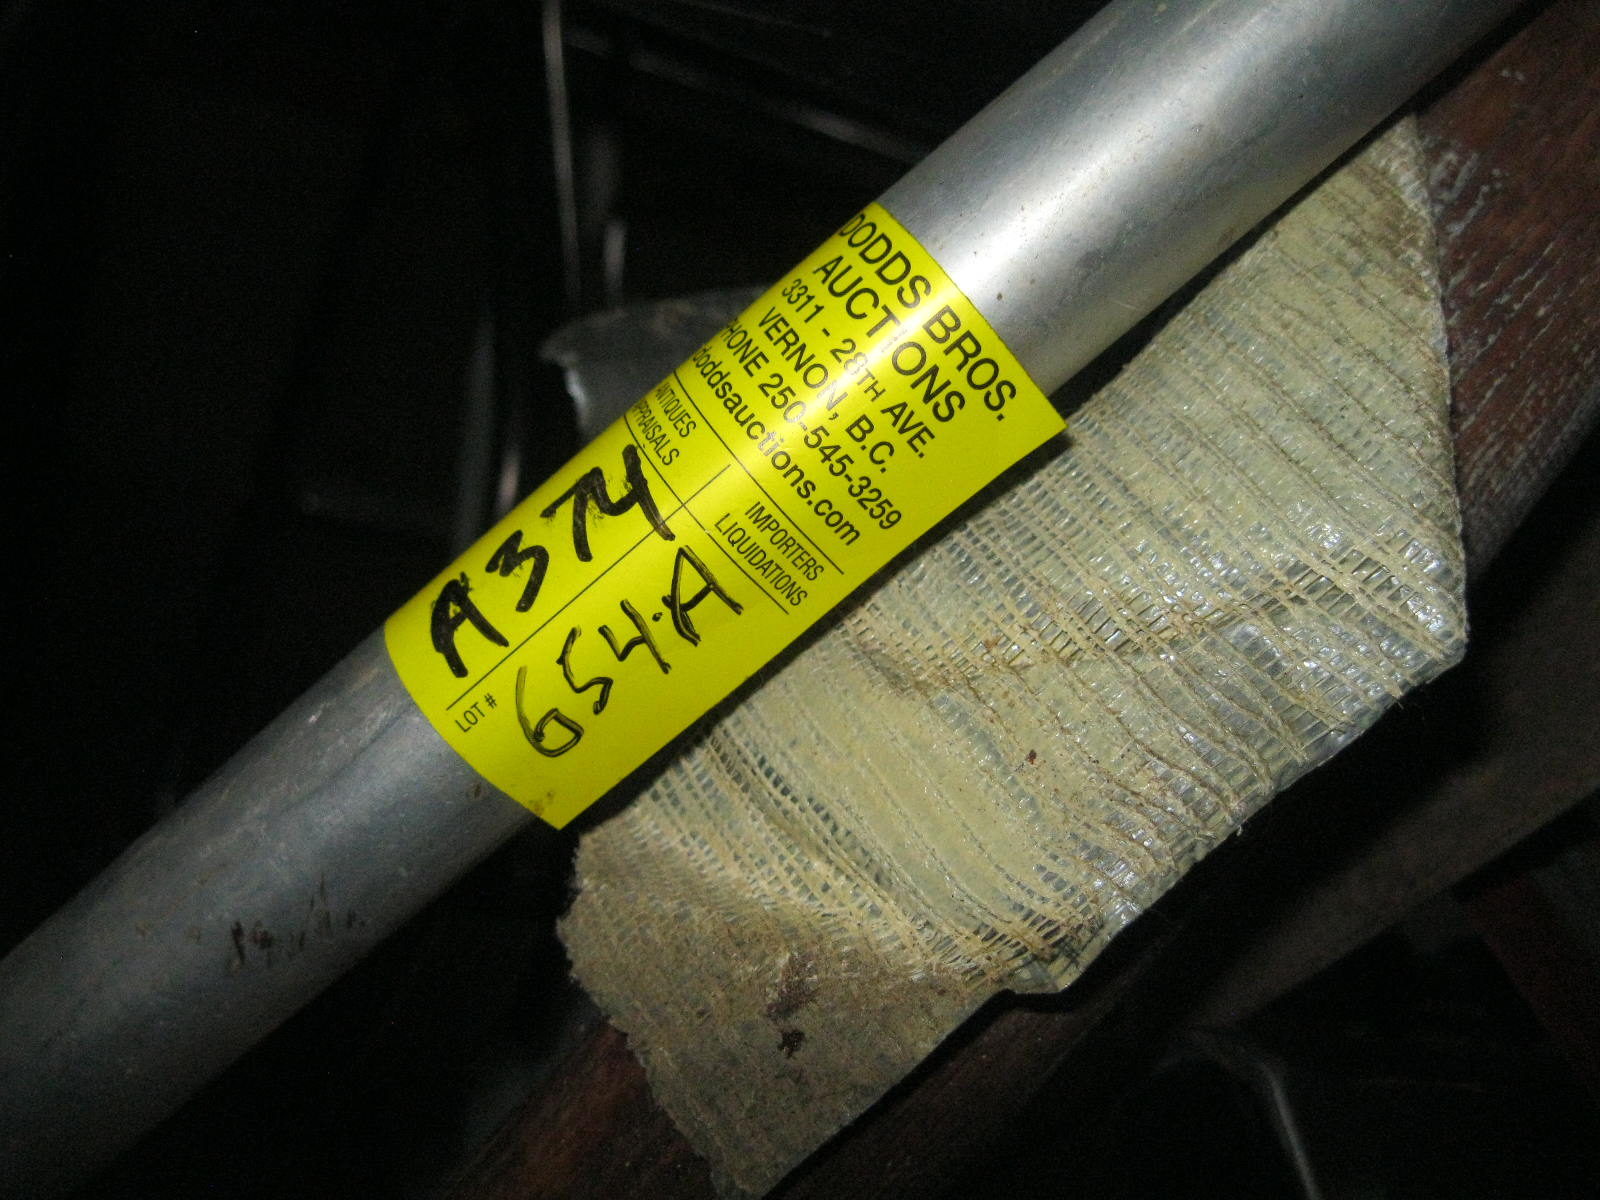 DODDS BROS.
AUCTIONS
3311 - 28TH AVE.
VERNON, B.C.
PHONE 250-545-3259
doddsauctions.com
ANTIQUES
APPRAISALS
IMPORTERS
LIQUIDATIONS
LOT #
654A